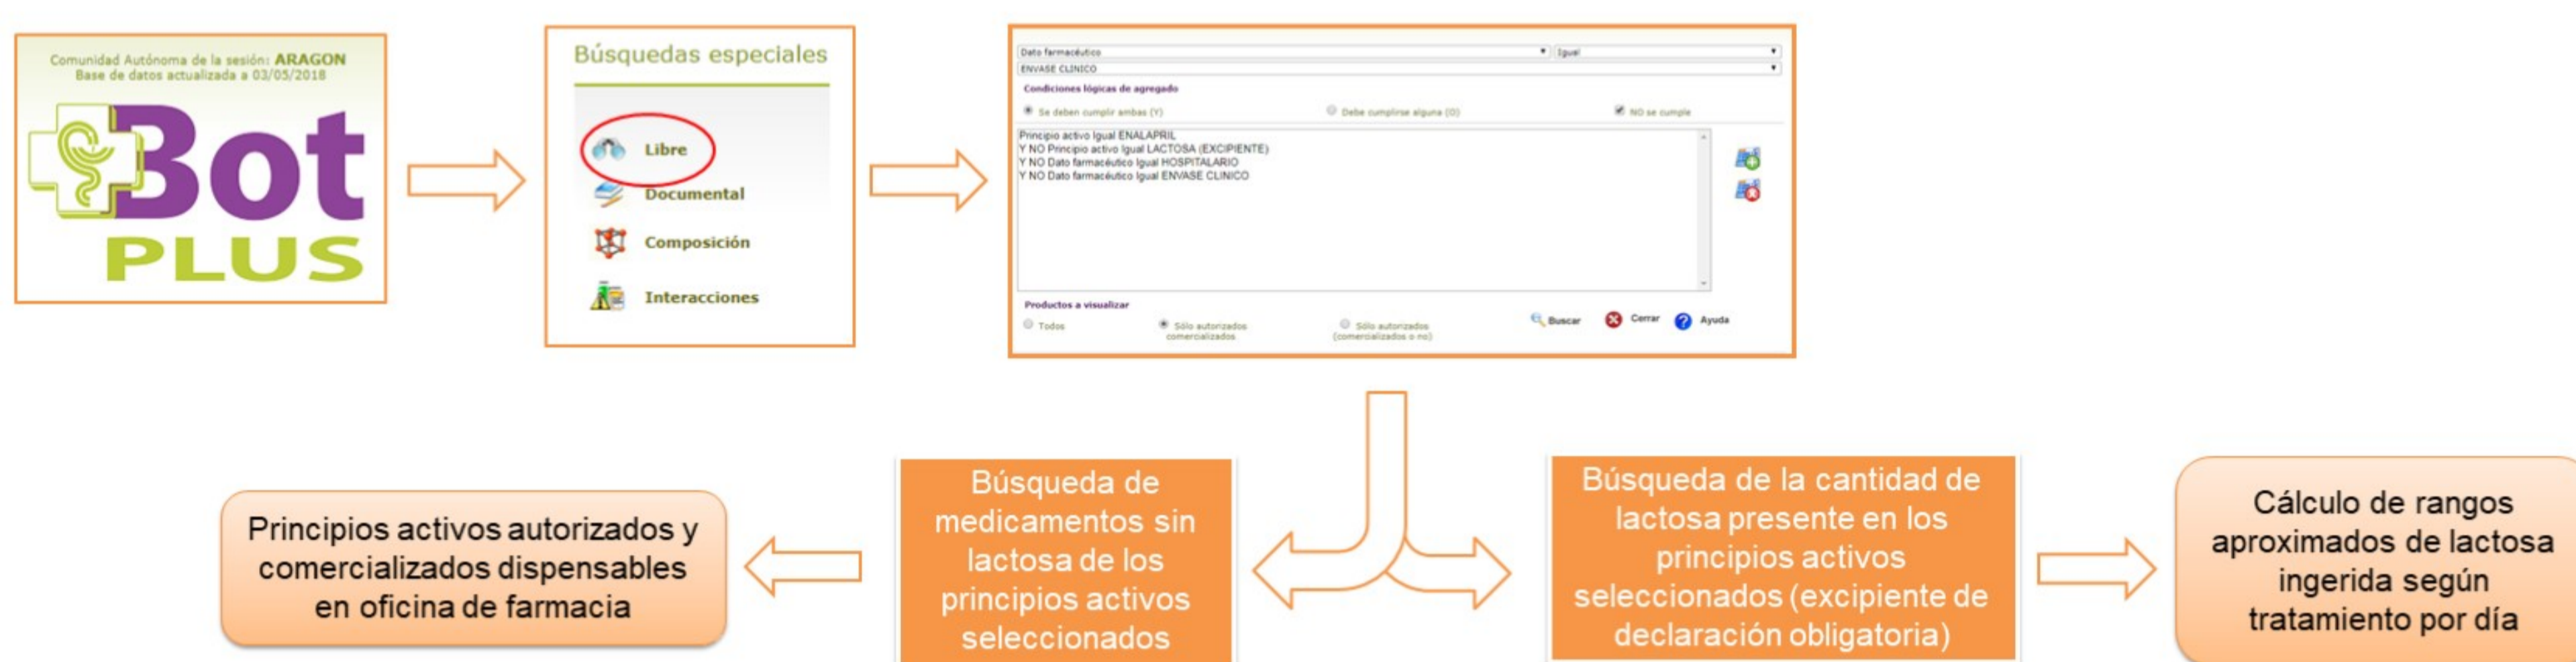 Comunidad Autónoma de la sesión: ARAGON
Base de datos actualizada a 03/05/2018
Bot
PLUS
Búsquedas especiales
Libre
Documental
Composición
Interacciones
Dato farmacéutico
Igual
ENVASE CLINICO
Condiciones lógicas de agregado
Se deben cumplir ambas (Y)
Debe cumplirse alguna (O)
NO se cumple
Principio activo Igual ENALAPRIL
Y NO Principio activo Igual LACTOSA (EXCIPIENTE)
Y NO Dato farmacéutico Igual HOSPITALARIO
Y NO Dato farmacéutico Igual ENVASE CLINICO
Productos a visualizar
Todos
Sólo autorizados
comercializados
Sólo autorizados
(comercializados o no)
Buscar
Cerrar
Ayuda
Principios activos autorizados y
comercializados dispensables
en oficina de farmacia
Búsqueda de
medicamentos sin
lactosa de los
principios activos
seleccionados
Búsqueda de la cantidad de
lactosa presente en los
principios activos
seleccionados (excipiente de
declaración obligatoria)
Cálculo de rangos
aproximados de lactosa
ingerida según
tratamiento por día